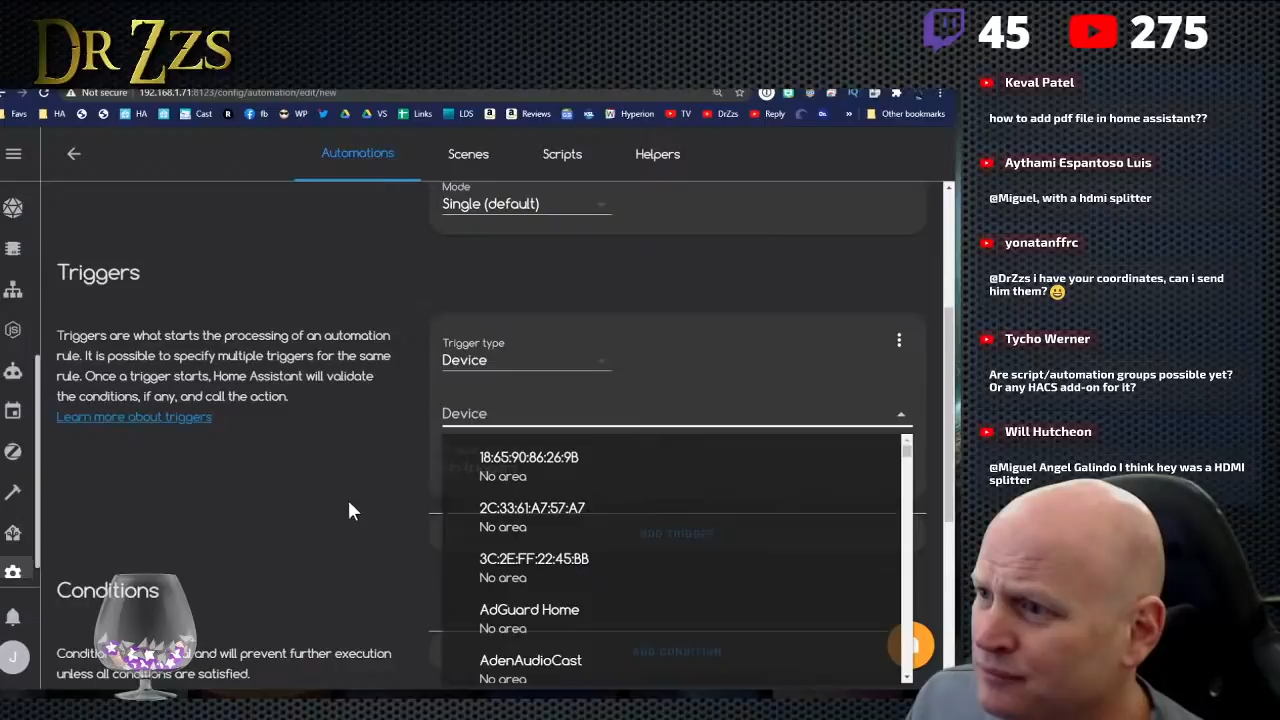 DrZzs
45
275
Not secure
192.168.1.71:8123/config/automation/edit/new
Favs
HA
HA
Cast
fb
WP
VS
Links
LDS
Reviews
Hyperion
TV
DrZzs
Reply
Other bookmarks
Automations
Scenes
Scripts
Helpers
Mode
Single (default)
Triggers
Triggers are what starts the processing of an automation
rule. It is possible to specify multiple triggers for the same
rule. Once a trigger starts, Home Assistant will validate
the conditions, if any, and call the action.
Learn more about triggers
Trigger type
Device
Device
18:65:90:86:26:9B
No area
2C:33:61:A7:57:A7
No area
ADD TRIGGER
3C:2E:FF:22:45:BB
No area
AdGuard Home
No area
ADD CONDITION
AdenAudioCast
No area
Conditions
and will prevent further execution
unless all conditions are satisfied.
J
Keval Patel
how to add pdf file in home assistant??
Aythami Espantoso Luis
@Miguel, with a hdmi splitter
yonatanffrc
@DrZzs i have your coordinates, can i send
him them?
Tycho Werner
Are script/automation groups possible yet?
Or any HACS add-on for it?
Will Hutcheon
@Miguel Angel Galindo I think hey was a HDMI
splitter